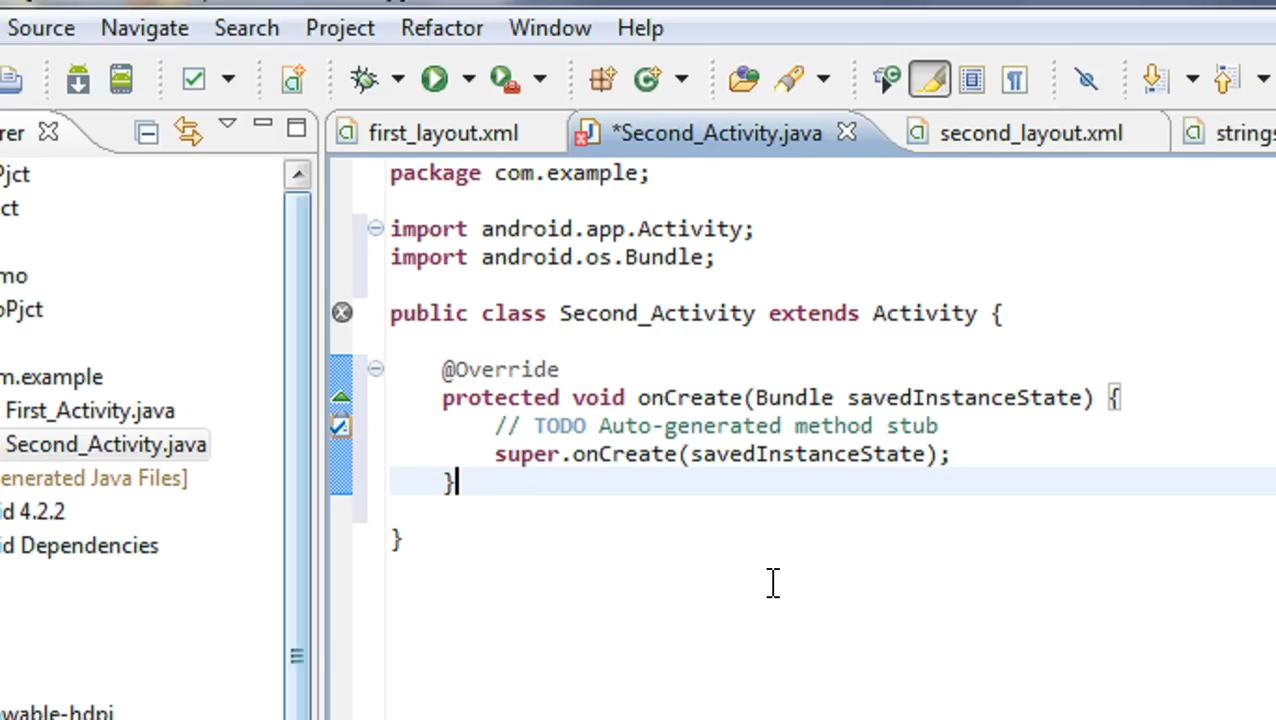 Source Navigate Search Project Refactor Window Help
rer
first_layout.xml *Second_Activity.java second_layout.xml strings
Pjct
ct
mo
oPjct
m.example
First_Activity.java
Second_Activity.java
enerated Java Files]
id 4.2.2
id Dependencies
wable-hdpi
package com.example;
import android.app.Activity;
import android.os.Bundle;
public class Second_Activity extends Activity {
@Override
protected void onCreate(Bundle savedInstanceState) {
// TODO Auto-generated method stub
super.onCreate(savedInstanceState);
}
}